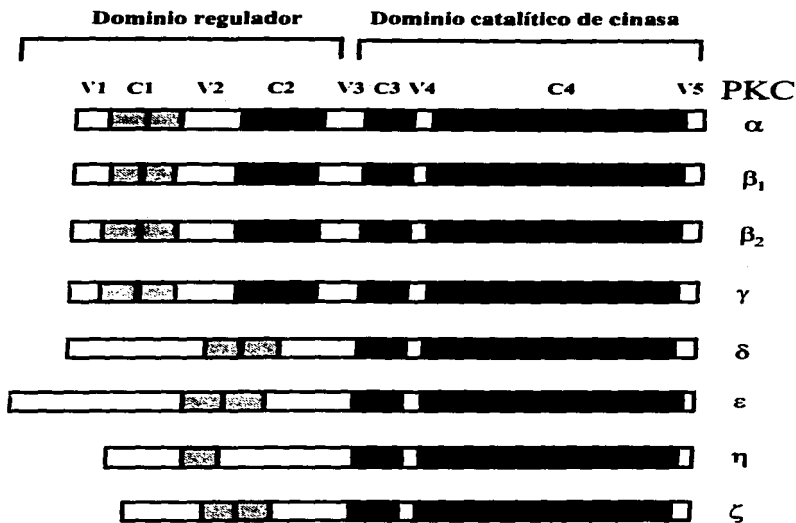 Dominio regulador Dominio catalítico de cinasa
V1 C1 V2 C2 V3 C3 V4 C4 V5 PKC
α
β1
β2
γ
δ
ε
η
ζ